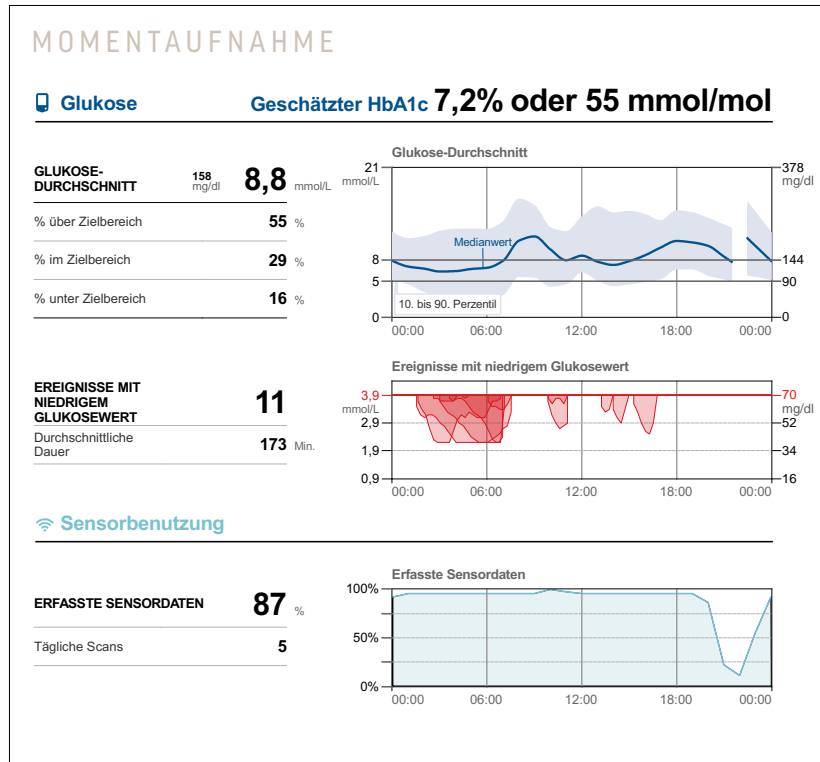 MOMENTAUFNAHME
Glukose
Geschätzter HbA1c 7,2% oder 55 mmol/mol
GLUKOSE-
DURCHSCHNITT
158
mg/dl
8,8 mmol/L
% über Zielbereich 55 %
% im Zielbereich 29 %
% unter Zielbereich 16 %
Glukose-Durchschnitt
21
mmol/L
8
5
0
378
mg/dl
144
90
0
Medianwert
10. bis 90. Perzentil
00:00 06:00 12:00 18:00 00:00
EREIGNISSE MIT
NIEDRIGEM
GLUKOSEWERT
11
Durchschnittliche
Dauer
173 Min.
Ereignisse mit niedrigem Glukosewert
3,9
mmol/L
2,9
1,9
0,9
70
mg/dl
52
34
16
00:00 06:00 12:00 18:00 00:00
Sensorbenutzung
ERFASSTE SENSORDATEN 87 %
Tägliche Scans 5
Erfasste Sensordaten
100%
50%
0%
00:00 06:00 12:00 18:00 00:00